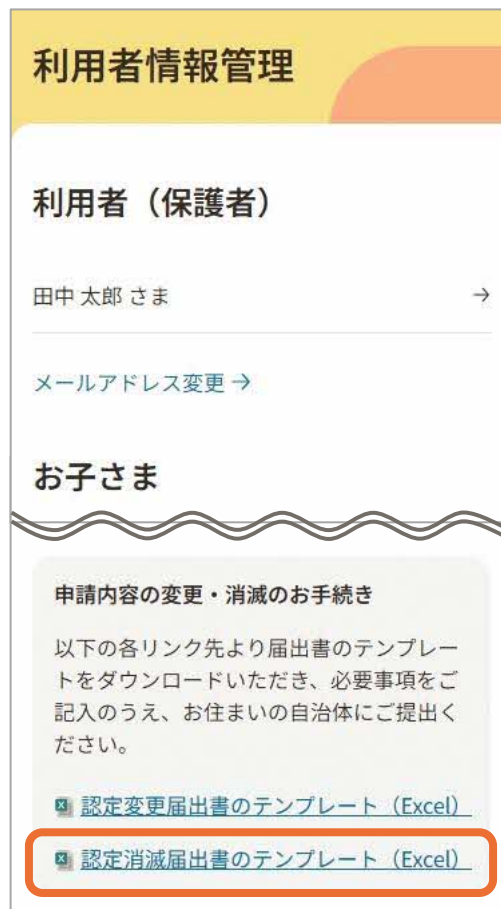 利用者情報管理
利用者（保護者）
田中 太郎 さま →
メールアドレス変更 →
お子さま
申請内容の変更・消滅のお手続き
以下の各リンク先より届出書のテンプレー
トをダウンロードいただき、必要事項をご
記入のうえ、お住まいの自治体にご提出く
ださい。
認定変更届出書のテンプレート（Excel）
認定消滅届出書のテンプレート（Excel）